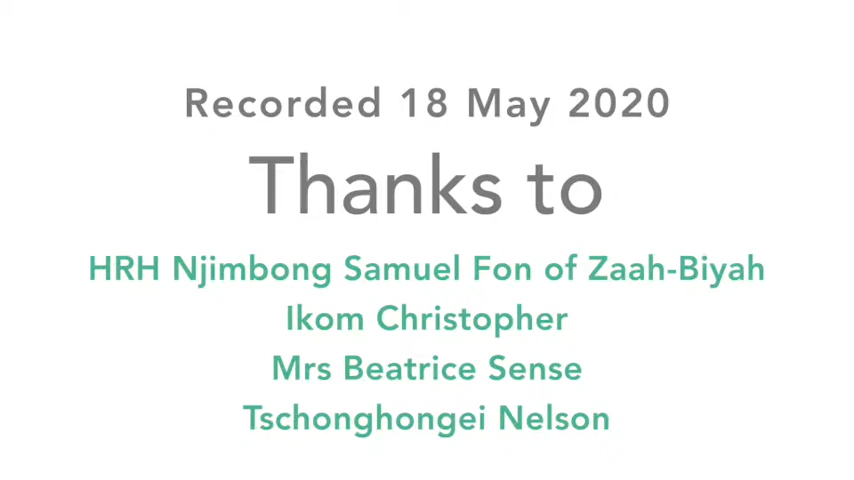 Recorded 18 May 2020
Thanks to
HRH Njimbong Samuel Fon of Zaah-Biyah
Ikom Christopher
Mrs Beatrice Sense
Tschonghongei Nelson